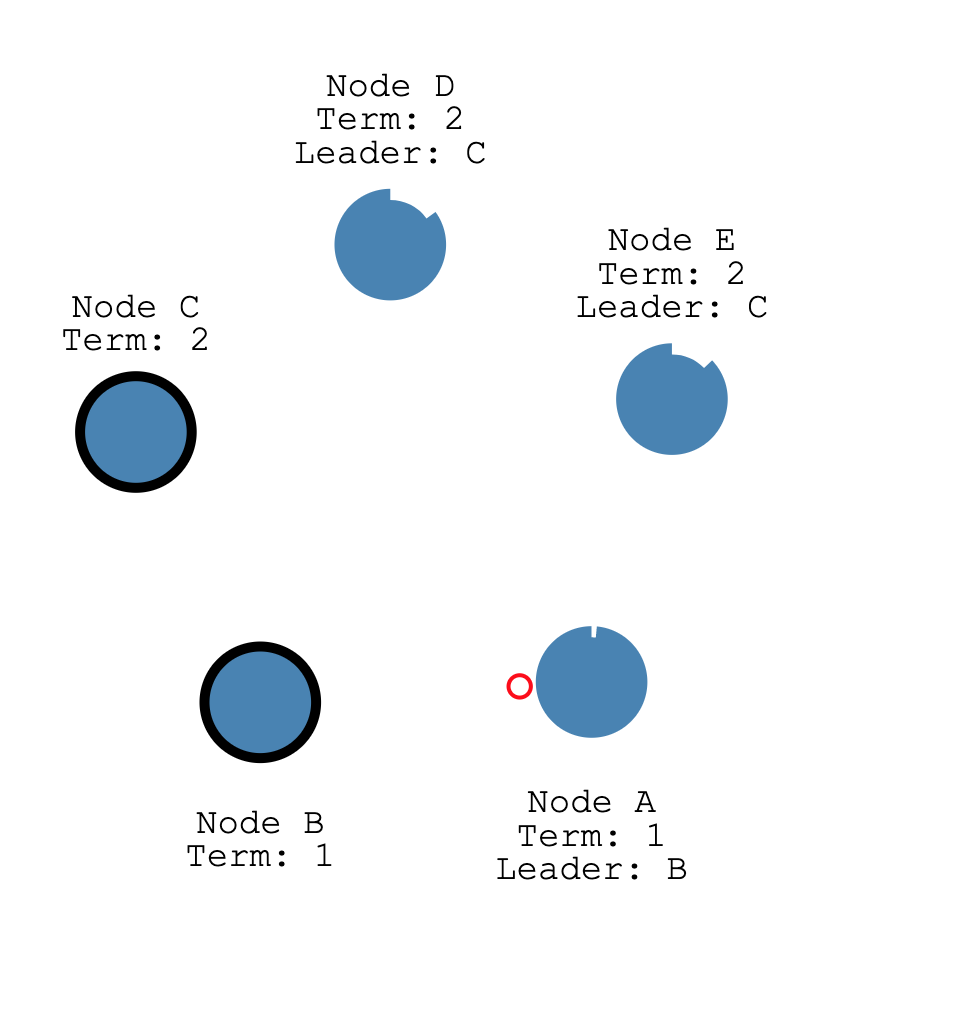 Node D
Term: 2
Leader: C
Node E
Term: 2
Leader: C
Node C
Term: 2
Node B
Term: 1
Node A
Term: 1
Leader: B